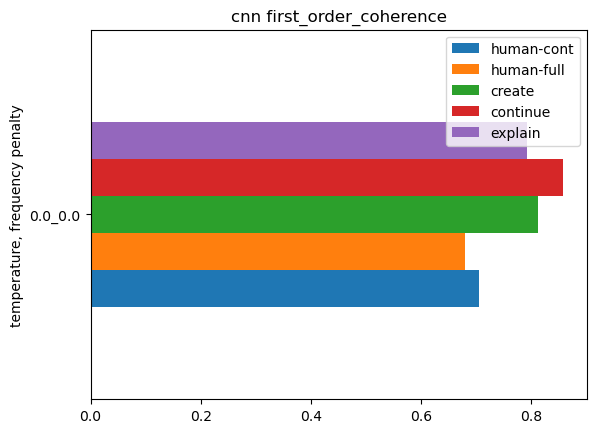 cnn first_order_coherence
human-cont
human-full
create
continue
explain
temperature, frequency penalty
0.0_0.0
0.0 0.2 0.4 0.6 0.8